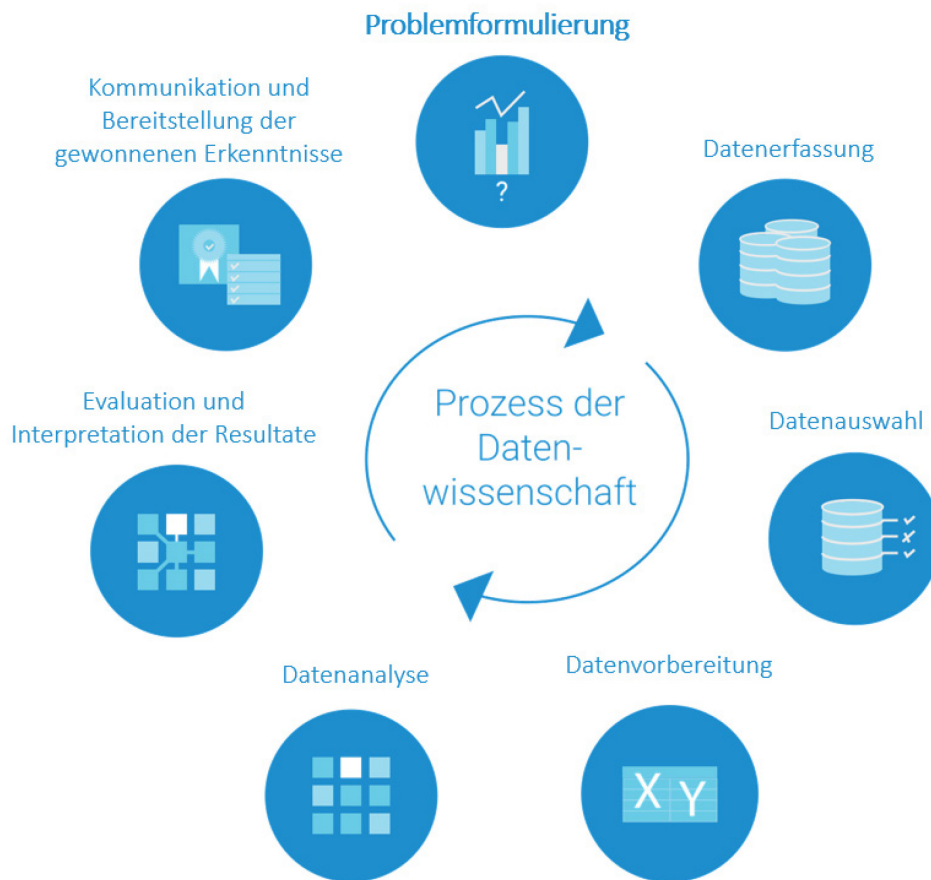 Problemformulierung
Kommunikation und
Bereitstellung der
gewonnenen Erkenntnisse
?
Datenerfassung
Evaluation und
Interpretation der Resultate
Prozess der
Daten-
wissenschaft
Datenauswahl
Datenanalyse
Datenvorbereitung
X Y